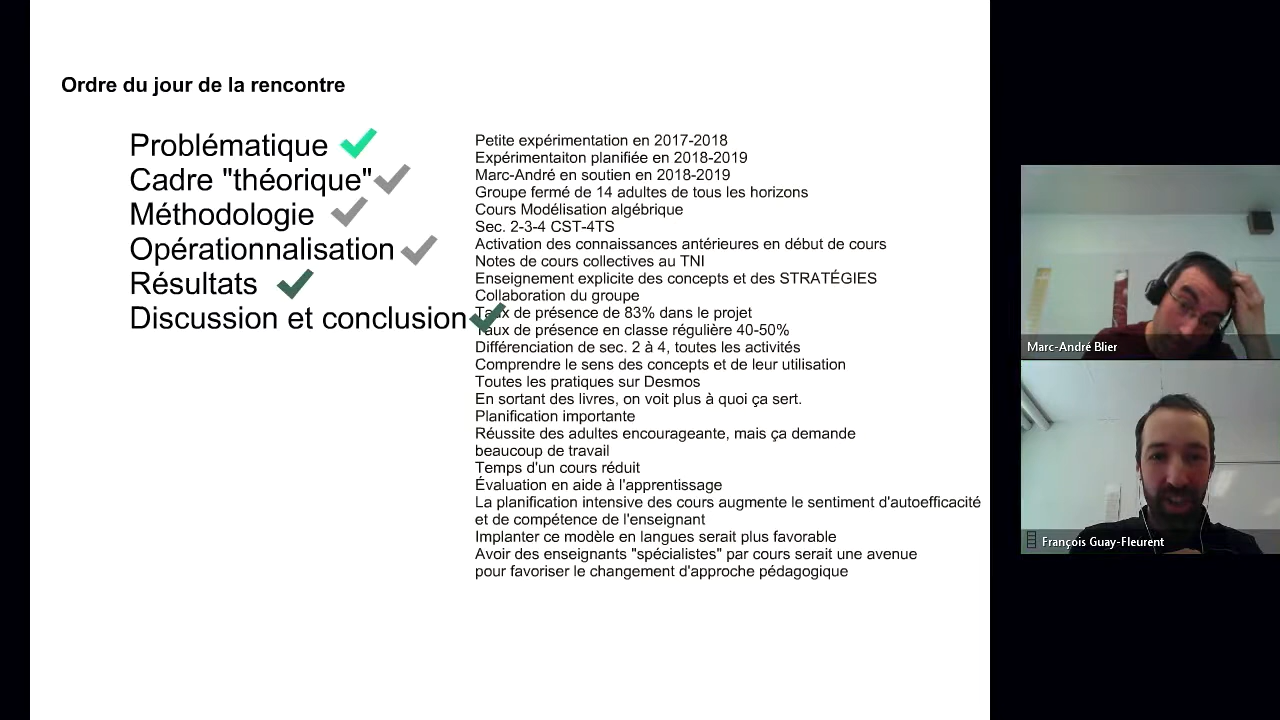 Ordre du jour de la rencontre
Problématique
Cadre "théorique"
Méthodologie
Opérationnalisation
Résultats
Discussion et conclusion
Petite expérimentation en 2017-2018
Expérimentaiton planifiée en 2018-2019
Marc-André en soutien en 2018-2019
Groupe fermé de 14 adultes de tous les horizons
Cours Modélisation algébrique
Sec. 2-3-4 CST-4TS
Activation des connaissances antérieures en début de cours
Notes de cours collectives au TNI
Enseignement explicite des concepts et des STRATÉGIES
Collaboration du groupe
Taux de présence de 83% dans le projet
Taux de présence en classe régulière 40-50%
Différenciation de sec. 2 à 4, toutes les activités
Comprendre le sens des concepts et de leur utilisation
Toutes les pratiques sur Desmos
En sortant des livres, on voit plus à quoi ça sert.
Planification importante
Réussite des adultes encourageante, mais ça demande
beaucoup de travail
Temps d'un cours réduit
Évaluation en aide à l'apprentissage
La planification intensive des cours augmente le sentiment d'autoefficacité
et de compétence de l'enseignant
Implanter ce modèle en langues serait plus favorable
Avoir des enseignants "spécialistes" par cours serait une avenue
pour favoriser le changement d'approche pédagogique
Marc-André Blier
François Guay-Fleurent